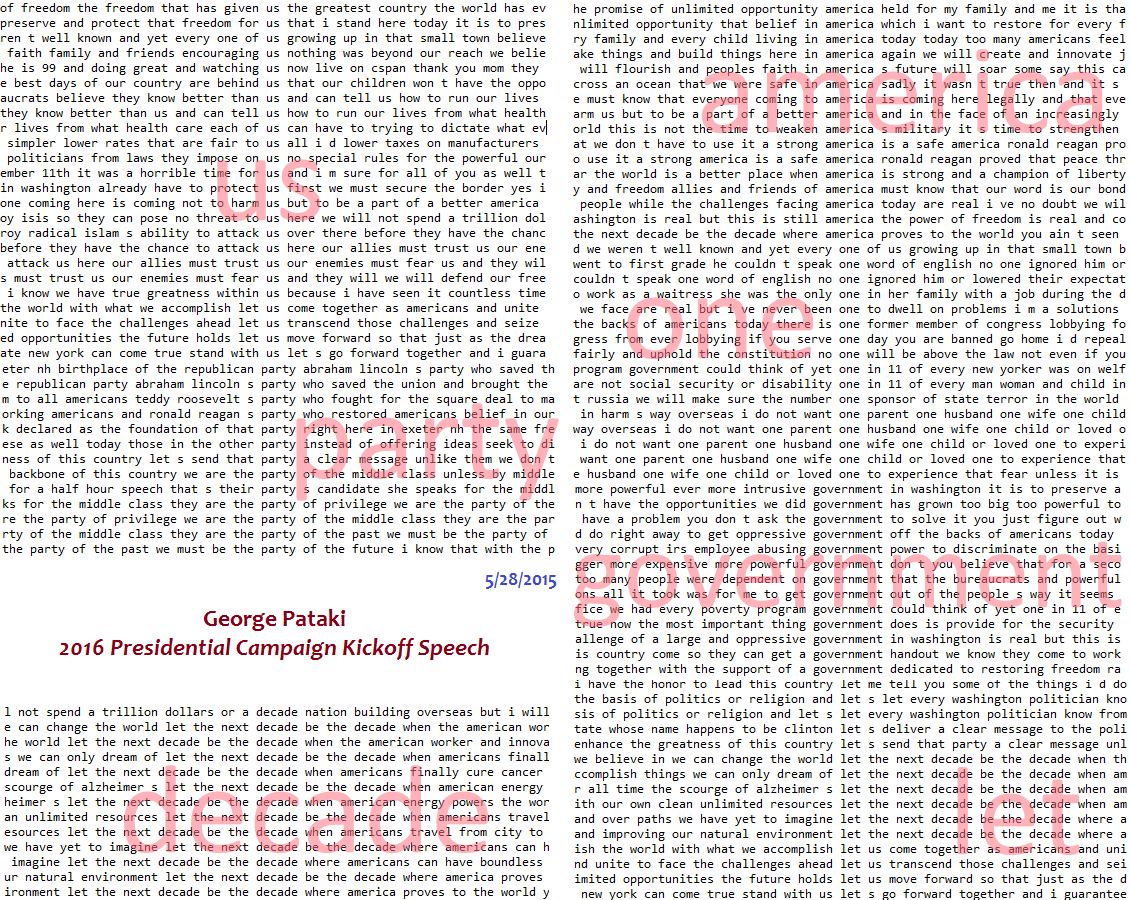 of freedom the freedom that has given us the greatest country the world has ev
preserve and protect that freedom for us that i stand here today it is to pres
ren t well known and yet every one of us growing up in that small town believe
faith family and friends encouraging us nothing was beyond our reach we belie
he is 99 and doing great and watching us now live on cspan thank you mom they
e best days of our country are behind us that our children won t have the oppo
aucrats believe they know better than us and can tell us how to run our lives
they know better than us and can tell us how to run our lives from what health
r lives from what health care each of us can have to trying to dictate what ev
simpler lower rates that are fair to us all i d lower taxes on manufacturers
politicians from laws they impose on us no special rules for the powerful our
ember 11th it was a horrible time for us and i m sure for all of you as well t
in washington already have to protect us first we must secure the border yes i
one coming here is coming not to harm us but to be a part of a better america
oy isis so they can pose no threat to us here we will not spend a trillion dol
roy radical islam s ability to attack us over there before they have the chanc
before they have the chance to attack us here our allies must trust us our ene
attack us here our allies must trust us our enemies must fear us and they wil
s must trust us our enemies must fear us and they will we will defend our free
i know we have true greatness within us because i have seen it countless time
the world with what we accomplish let us come together as americans and unite
nite to face the challenges ahead let us transcend those challenges and seize
ed opportunities the future holds let us move forward so that just as the drea
ate new york can come true stand with us let s go forward together and i guara
us
eter nh birthplace of the republican party abraham lincoln s party who saved th
e republican party abraham lincoln s party who saved the union and brought the
m to all americans teddy roosevelt s party who fought for the square deal to ma
orking americans and ronald reagan s party who restored americans belief in our
k declared as the foundation of that party right here in exeter nh the same fre
ese as well today those in the other party instead of offering ideas seek to di
ness of this country let s send that party a clear message unlike them we don t
backbone of this country we are the party of the middle class unless by middle
for a half hour speech that s their party s candidate she speaks for the middl
ks for the middle class they are the party of privilege we are the party of the
re the party of privilege we are the party of the middle class they are the par
rty of the middle class they are the party of the past we must be the party of
the party of the past we must be the party of the future i know that with the p
party
5/28/2015
George Pataki
2016 Presidential Campaign Kickoff Speech
l not spend a trillion dollars or a decade nation building overseas but i will
e can change the world let the next decade be the decade when the american wor
he world let the next decade be the decade when the american worker and innova
s we can only dream of let the next decade be the decade when americans finall
dream of let the next decade be the decade when americans finally cure cancer
scourge of alzheimer s let the next decade be the decade when american energy
heimer s let the next decade be the decade when american energy powers the wor
an unlimited resources let the next decade be the decade when americans travel
esources let the next decade be the decade when americans travel from city to
we have yet to imagine let the next decade be the decade where americans can h
imagine let the next decade be the decade where americans can have boundless
ur natural environment let the next decade be the decade where america proves
ironment let the next decade be the decade where america proves to the world y
decade
he promise of unlimited opportunity america held for my family and me it is tha
nlimited opportunity that belief in america which i want to restore for every f
ry family and every child living in america today today too many americans feel
ake things and build things here in america again we will create and innovate j
will flourish and peoples faith in america s future will soar some say this ca
cross an ocean that we were safe in america sadly it wasn t true then and it s
e must know that everyone coming to america is coming here legally and that eve
arm us but to be a part of a better america and in the face of an increasingly
orld this is not the time to weaken america s military it s time to strengthen
at we don t have to use it a strong america is a safe america ronald reagan pro
o use it a strong america is a safe america ronald reagan proved that peace thr
ar the world is a better place when america is strong and a champion of liberty
y and freedom allies and friends of america must know that our word is our bond
people while the challenges facing america today are real i ve no doubt we wil
ashington is real but this is still america the power of freedom is real and co
the next decade be the decade where america proves to the world you ain t seen
america
d we weren t well known and yet every one of us growing up in that small town b
went to first grade he couldn t speak one word of english no one ignored him or
couldn t speak one word of english no one ignored him or lowered their expectat
o work as a waitress she was the only one in her family with a job during the d
we face are real but i ve never been one to dwell on problems i m a solutions
the backs of americans today there is one former member of congress lobbying fo
gress from ever lobbying if you serve one day you are banned go home i d repeal
fairly and uphold the constitution no one will be above the law not even if you
program government could think of yet one in 11 of every new yorker was on welf
are not social security or disability one in 11 of every man woman and child in
t russia we will make sure the number one sponsor of state terror in the world
in harm s way overseas i do not want one parent one husband one wife one child
way overseas i do not want one parent one husband one wife one child or loved o
i do not want one parent one husband one wife one child or loved one to experi
want one parent one husband one wife one child or loved one to experience that
e husband one wife one child or loved one to experience that fear unless it is
one
more powerful ever more intrusive government in washington it is to preserve a
n t have the opportunities we did government has grown too big too powerful to
have a problem you don t ask the government to solve it you just figure out w
d do right away to get oppressive government off the backs of americans today
very corrupt irs employee abusing government power to discriminate on the basi
gger more expensive more powerful government don t you believe that for a seco
too many people were dependent on government that the bureaucrats and powerful
ons all it took was for me to get government out of the people s way it seems
fice we had every poverty program government could think of yet one in 11 of e
true now the most important thing government does is provide for the security
allenge of a large and oppressive government in washington is real but this is
is country come so they can get a government handout we know they come to work
ng together with the support of a government dedicated to restoring freedom ra
government
i have the honor to lead this country let me tell you some of the things i d do
the basis of politics or religion and let s let every washington politician kno
sis of politics or religion and let s let every washington politician know from
tate whose name happens to be clinton let s deliver a clear message to the poli
enhance the greatness of this country let s send that party a clear message unl
we believe in we can change the world let the next decade be the decade when th
ccomplish things we can only dream of let the next decade be the decade when am
r all time the scourge of alzheimer s let the next decade be the decade when am
ith our own clean unlimited resources let the next decade be the decade when am
and over paths we have yet to imagine let the next decade be the decade where a
and improving our natural environment let the next decade be the decade where a
ish the world with what we accomplish let us come together as americans and uni
nd unite to face the challenges ahead let us transcend those challenges and sei
imited opportunities the future holds let us move forward so that just as the d
new york can come true stand with us let s go forward together and i guarantee
let